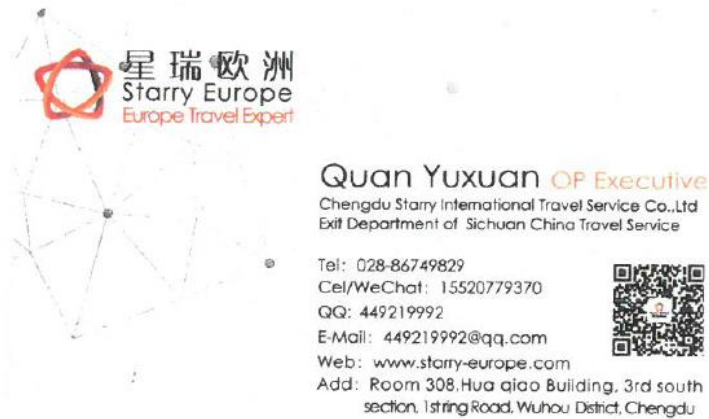 星瑞欧洲
Starry Europe
Europe Travel Expert
Quan Yuxuan OP Executive
Chengdu Starry International Travel Service Co.,Ltd
Exit Department of Sichuan China Travel Service
Tel: 028-86749829
Cel/WeChat: 15520779370
QQ: 449219992
E-Mail: 449219992@qq.com
Web: www.starry-europe.com
Add: Room 308,Hua qiao Building, 3rd south
section, 1string Road, Wuhou District, Chengdu